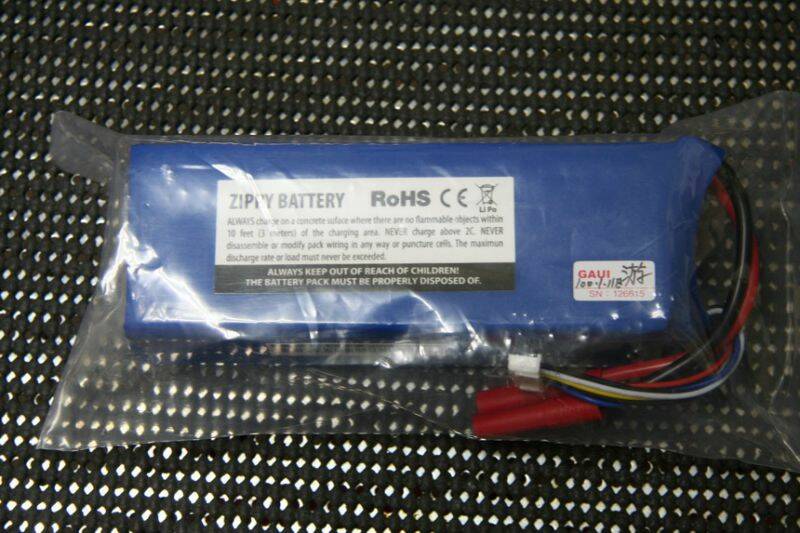 ZIPPY BATTERY RoHS CE
Li Po
ALWAYS charge on a concrete suface where there are no flammable objects within
10 feet (3 meters) of the charging area. NEVER charge above 2C. NEVER
disassemble or modify pack wiring in any way or puncture cells. The maximun
discharge rate or load must never be exceeded.
ALWAYS KEEP OUT OF REACH OF CHILDREN!
THE BATTERY PACK MUST BE PROPERLY DISPOSED OF.
GAUI
游
SN : 126615